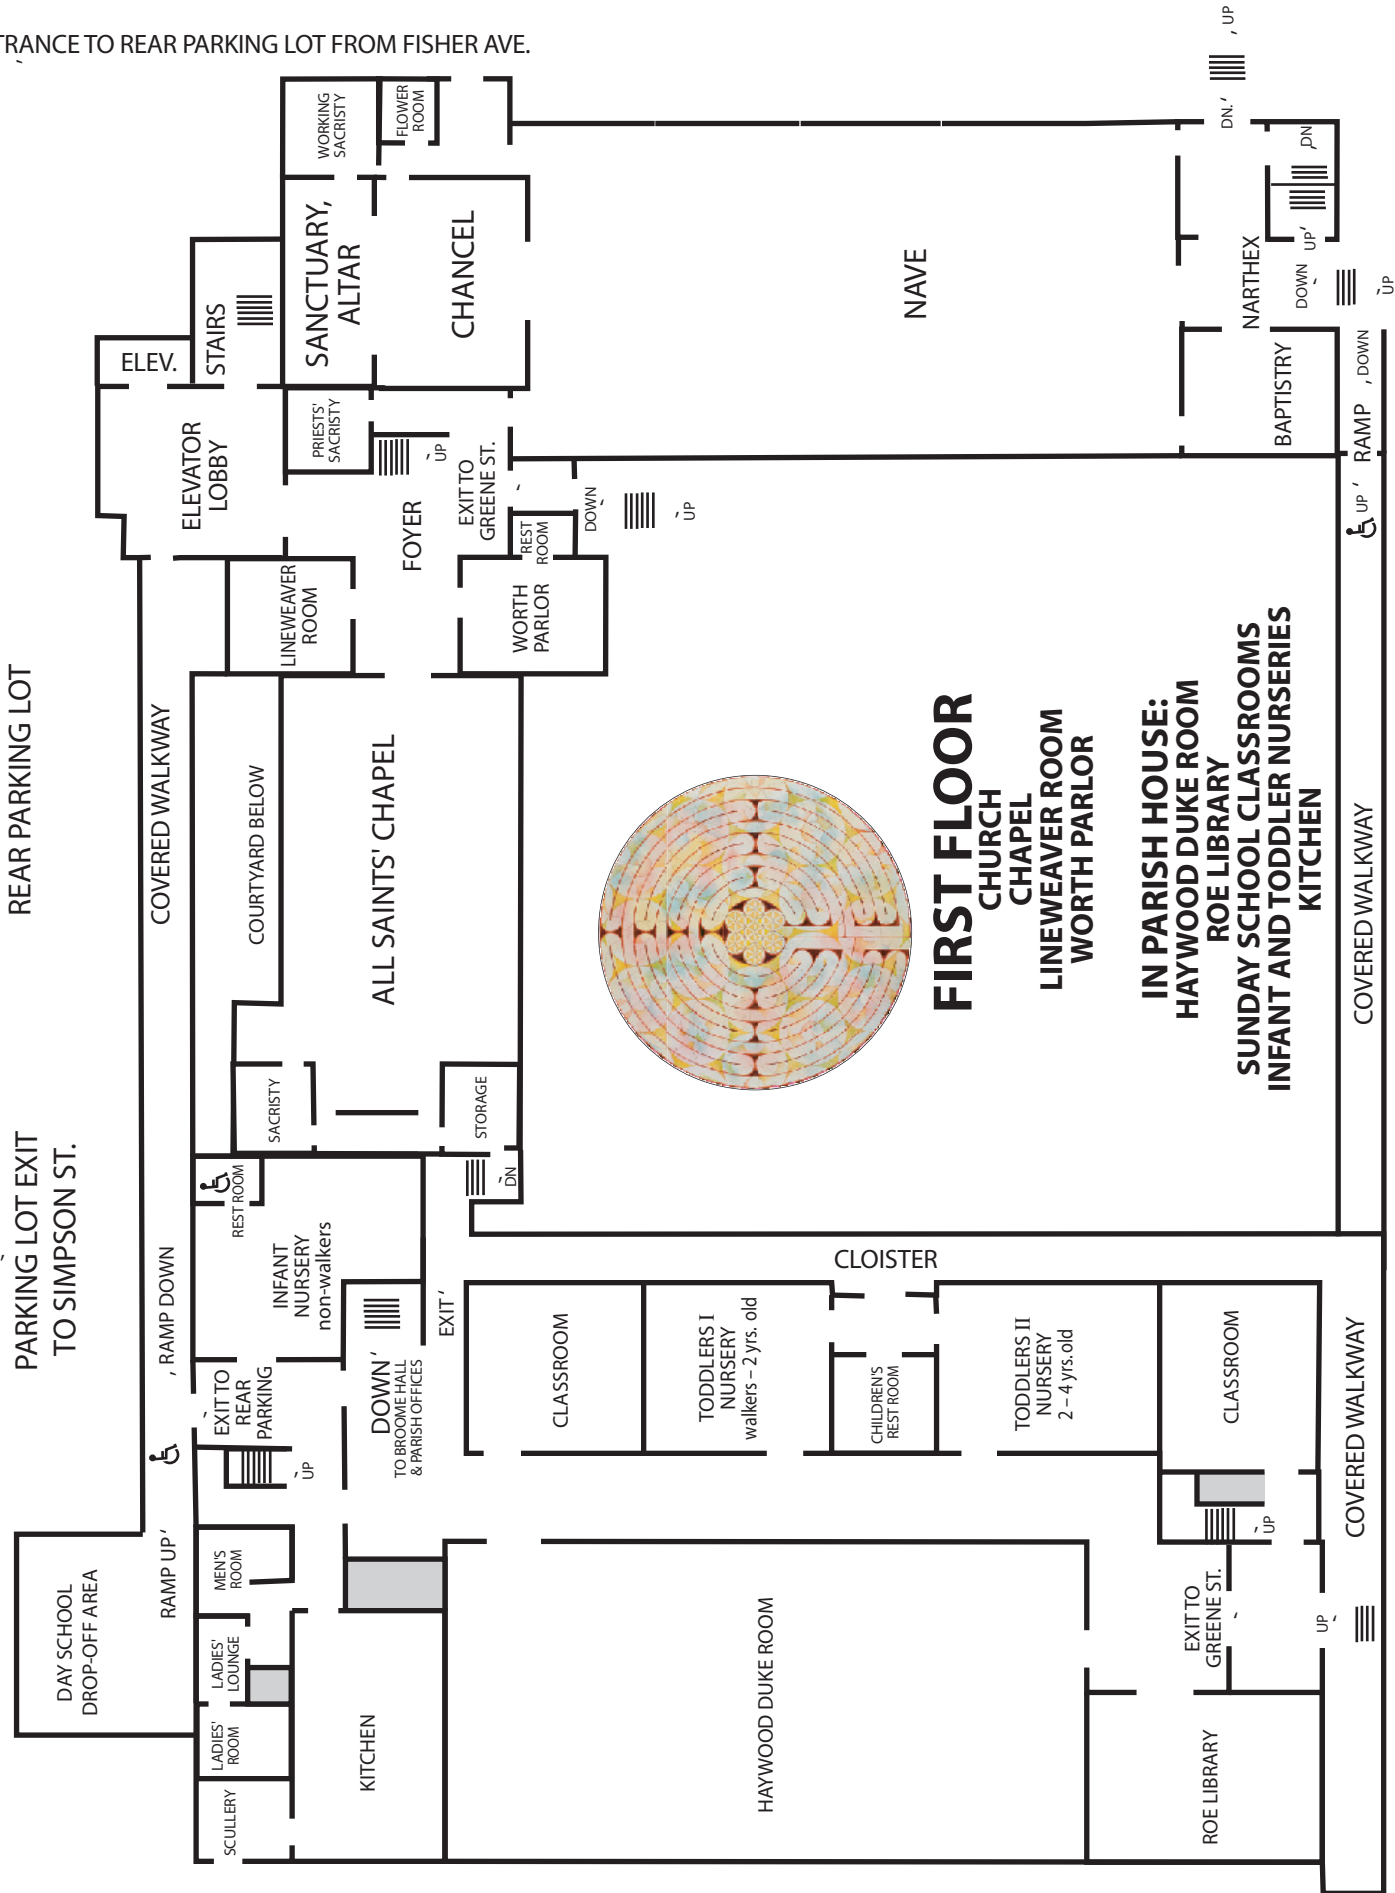 TRANCE TO REAR PARKING LOT FROM FISHER AVE.
UP
DN.
WORKING
SACRISTY
FLOWER
ROOM
DN
SANCTUARY,
ALTAR
CHANCEL
NAVE
NARTHEX
UP
DOWN
UP
STAIRS
ELEV.
BAPTISTRY
RAMP
DOWN
UP
PRIESTS'
SACRISTY
UP
ELEVATOR
LOBBY
FOYER
EXIT TO
GREENE ST.
REST
ROOM
DOWN
UP
LINEWEAVER
ROOM
WORTH
PARLOR
REAR PARKING LOT
COVERED WALKWAY
COURTYARD BELOW
ALL SAINTS' CHAPEL
SACRISTY
STORAGE
DN
FIRST FLOOR
CHURCH
CHAPEL
LINEWEAVER ROOM
WORTH PARLOR
IN PARISH HOUSE:
HAYWOOD DUKE ROOM
ROE LIBRARY
SUNDAY SCHOOL CLASSROOMS
INFANT AND TODDLER NURSERIES
KITCHEN
COVERED WALKWAY
PARKING LOT EXIT
TO SIMPSON ST.
RAMP DOWN
REST ROOM
INFANT
NURSERY
non-walkers
EXIT
CLOISTER
EXIT TO
REAR
PARKING
UP
DOWN
TO BROOME HALL
& PARISH OFFICES
CLASSROOM
TODDLERS I
NURSERY
walkers – 2 yrs. old
CHILDREN'S
REST ROOM
TODDLERS II
NURSERY
2 – 4 yrs. old
CLASSROOM
COVERED WALKWAY
UP
DAY SCHOOL
DROP-OFF AREA
RAMP UP
MEN'S
ROOM
LADIES'
LOUNGE
LADIES'
ROOM
SCULLERY
KITCHEN
HAYWOOD DUKE ROOM
EXIT TO
GREENE ST.
UP
ROE LIBRARY